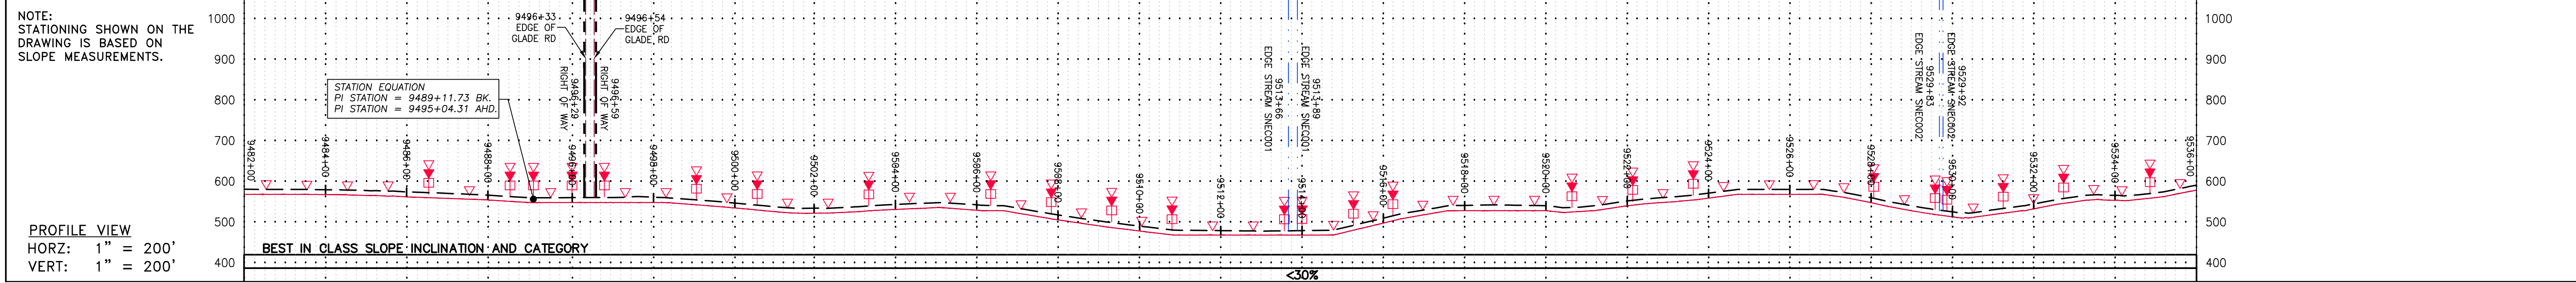 NOTE:
STATIONING SHOWN ON THE
DRAWING IS BASED ON
SLOPE MEASUREMENTS.
PROFILE VIEW
HORZ: 1" = 200'
VERT: 1" = 200'
1000
900
800
700
600
500
400
STATION EQUATION
PI STATION = 9489+11.73 BK.
PI STATION = 9495+04.31 AHD.
9496+33
EDGE OF
GLADE RD
9496+54
EDGE OF
GLADE RD
9496+29
RIGHT OF WAY
9496+59
RIGHT OF WAY
9513+66
EDGE STREAM SNEC001
9513+89
EDGE STREAM SNEC001
9529+83
EDGE STREAM SNEC002
9529+92
EDGE STREAM SNEC002
9482+00
9484+00
9486+00
9488+00
9496+00
9498+00
9500+00
9502+00
9504+00
9506+00
9508+00
9510+00
9512+00
9514+00
9516+00
9518+00
9520+00
9522+00
9524+00
9526+00
9528+00
9530+00
9532+00
9534+00
9536+00
BEST IN CLASS SLOPE INCLINATION AND CATEGORY
<30%
1000
900
800
700
600
500
400